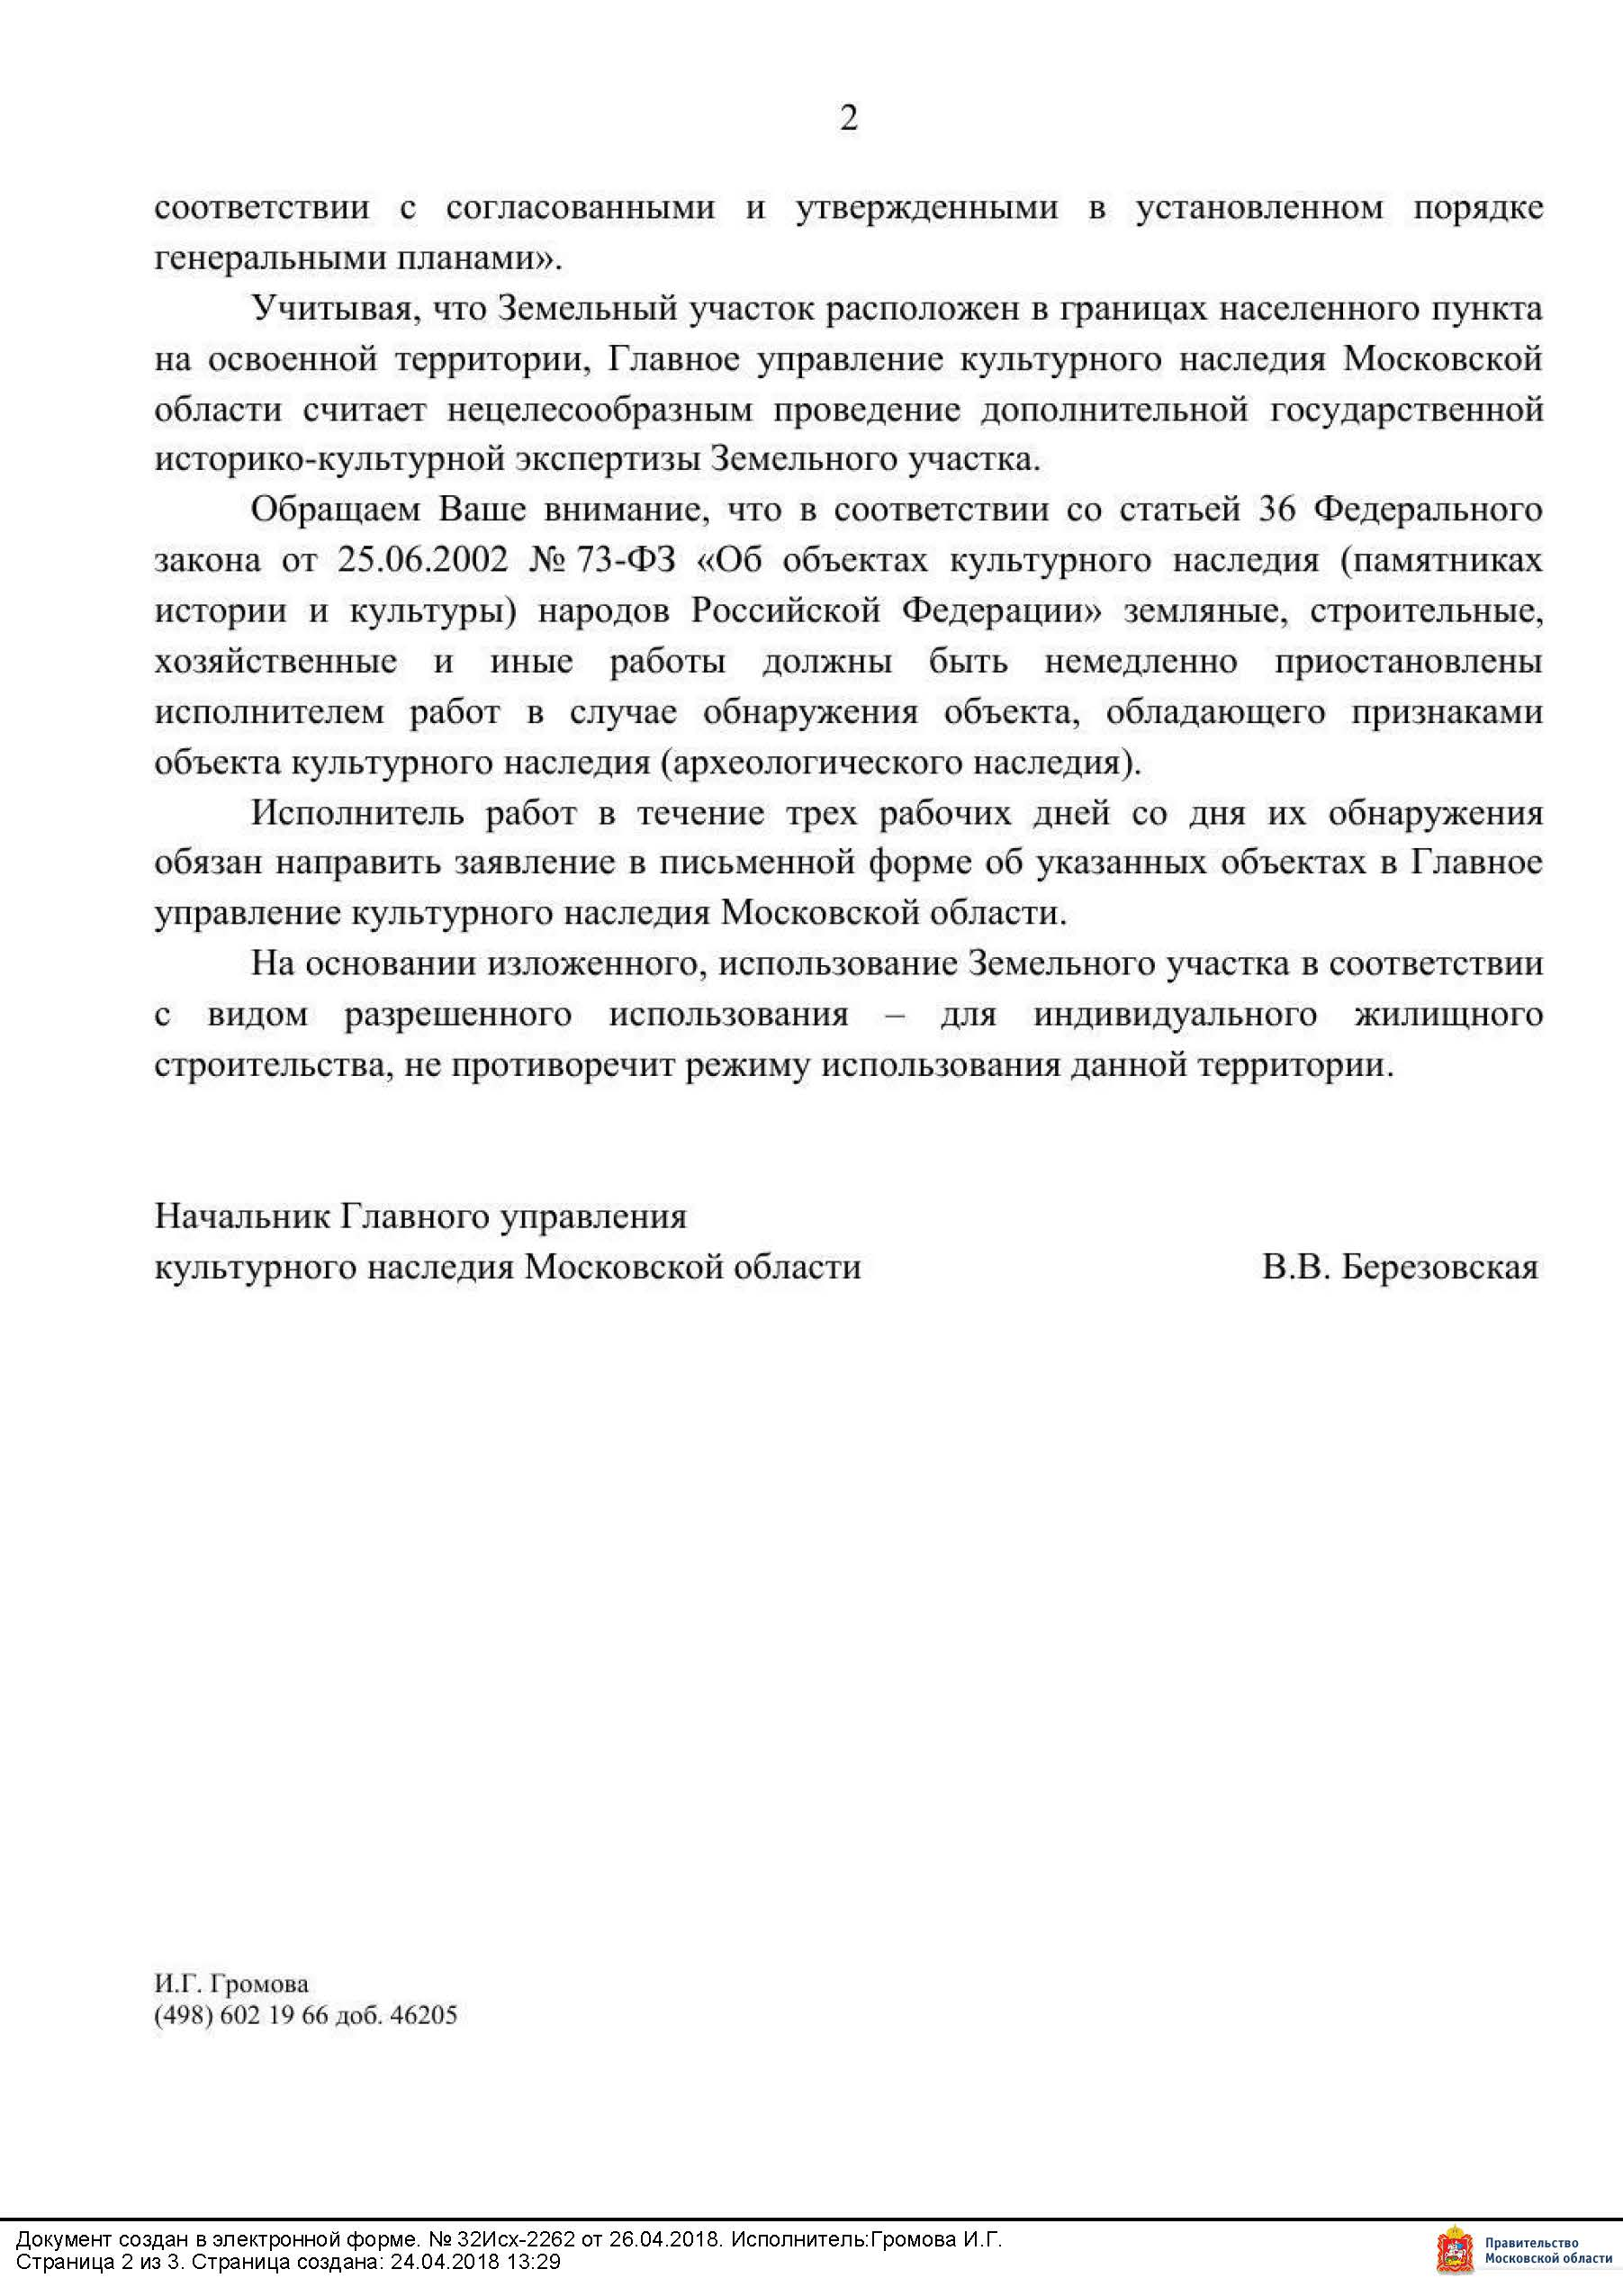 2
соответствии с согласованными и утвержденными в установленном порядке
генеральными планами».
Учитывая, что Земельный участок расположен в границах населенного пункта
на освоенной территории, Главное управление культурного наследия Московской
области считает нецелесообразным проведение дополнительной государственной
историко-культурной экспертизы Земельного участка.
Обращаем Ваше внимание, что в соответствии со статьей 36 Федерального
закона от 25.06.2002 № 73-ФЗ «Об объектах культурного наследия (памятниках
истории и культуры) народов Российской Федерации» земляные, строительные,
хозяйственные и иные работы должны быть немедленно приостановлены
исполнителем работ в случае обнаружения объекта, обладающего признаками
объекта культурного наследия (археологического наследия).
Исполнитель работ в течение трех рабочих дней со дня их обнаружения
обязан направить заявление в письменной форме об указанных объектах в Главное
управление культурного наследия Московской области.
На основании изложенного, использование Земельного участка в соответствии
с видом разрешенного использования – для индивидуального жилищного
строительства, не противоречит режиму использования данной территории.
Начальник Главного управления
культурного наследия Московской области В.В. Березовская
И.Г. Громова
(498) 602 19 66 доб. 46205
Документ создан в электронной форме. № 32Исх-2262 от 26.04.2018. Исполнитель:Громова И.Г.
Страница 2 из 3. Страница создана: 24.04.2018 13:29
Правительство
Московской области